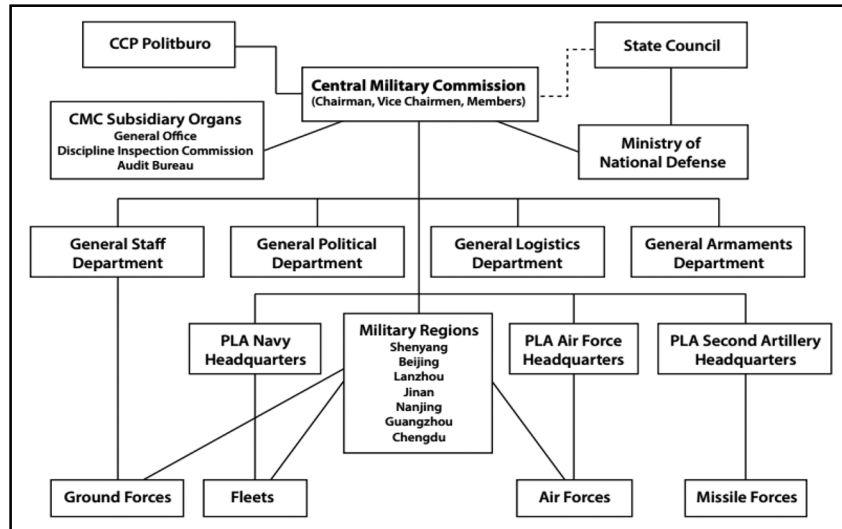 CCP Politburo
State Council
Central Military Commission
(Chairman, Vice Chairmen, Members)
CMC Subsidiary Organs
General Office
Discipline Inspection Commission
Audit Bureau
Ministry of
National Defense
General Staff
Department
General Political
Department
General Logistics
Department
General Armaments
Department
PLA Navy
Headquarters
Military Regions
Shenyang
Beijing
Lanzhou
Jinan
Nanjing
Guangzhou
Chengdu
PLA Air Force
Headquarters
PLA Second Artillery
Headquarters
Ground Forces
Fleets
Air Forces
Missile Forces